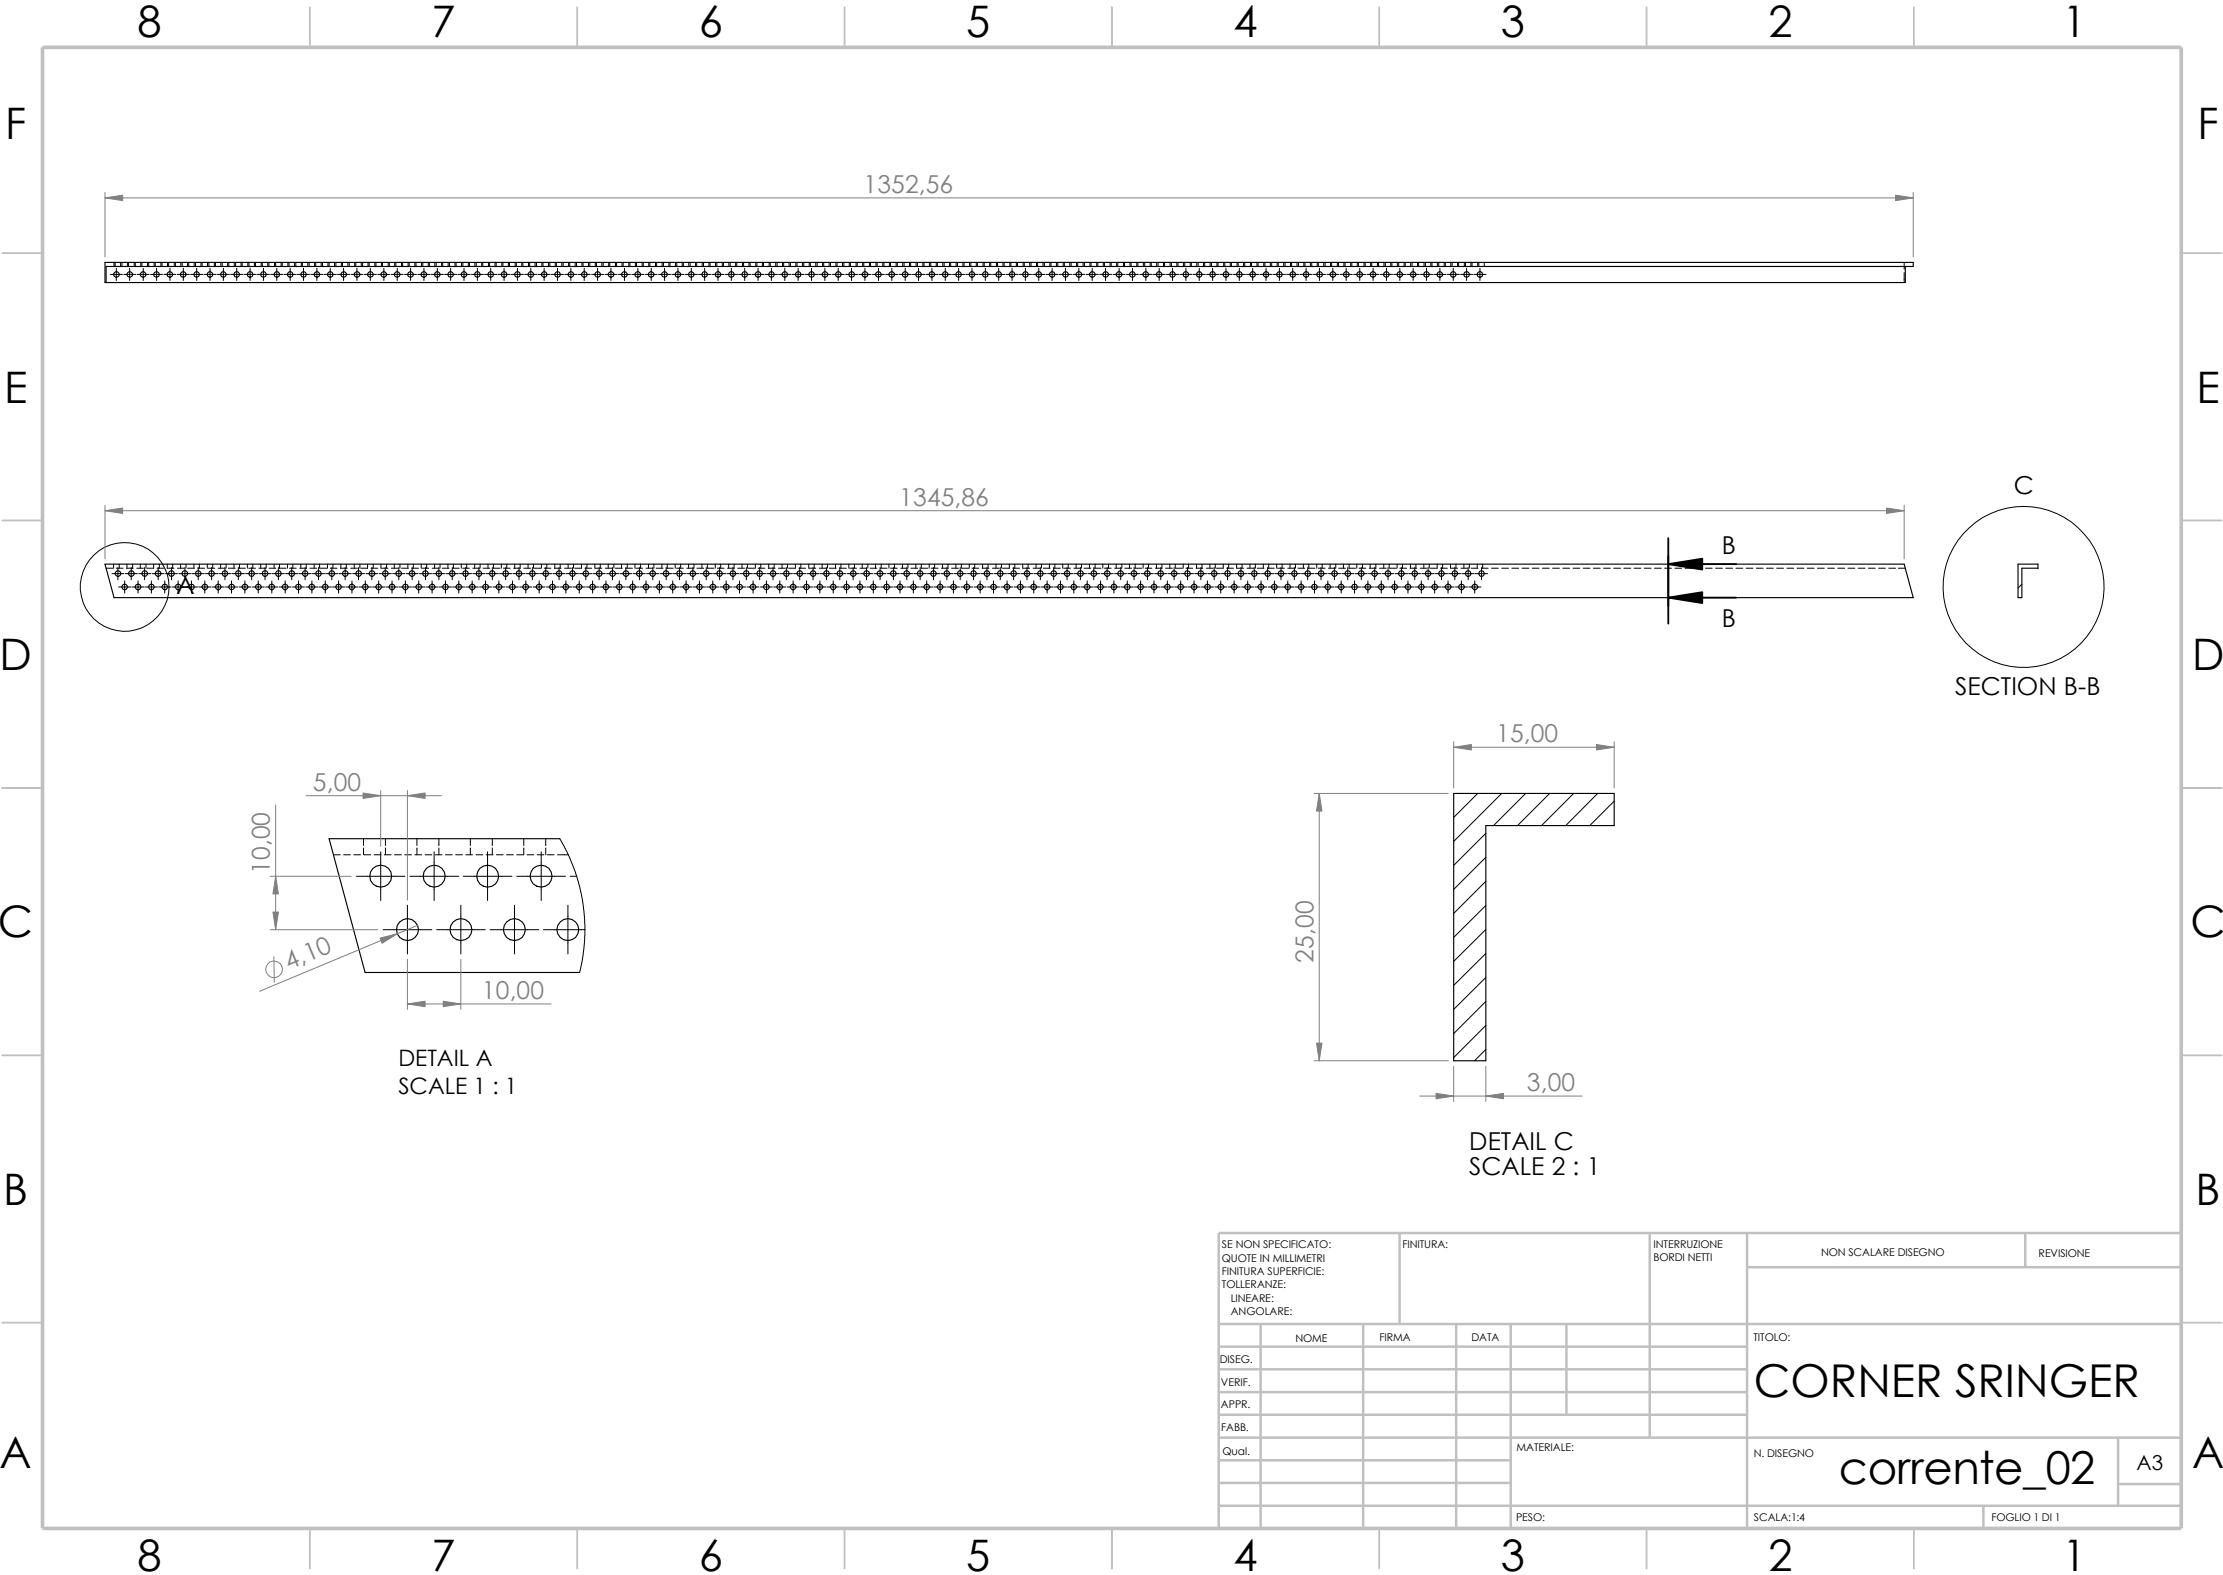 8 7 6 5 4 3 2 1
F F
1352,56
E E
1345,86
C
B
A
B
D D
SECTION B-B
15,00
5,00
10,00
25,00
C C
⌀4,10
10,00
DETAIL A
SCALE 1 : 1
3,00
DETAIL C
SCALE 2 : 1
B B
SE NON SPECIFICATO:
QUOTE IN MILLIMETRI
FINITURA SUPERFICIE:
TOLLERANZE:
LINEARE:
ANGOLARE:
FINITURA:
INTERRUZIONE
BORDI NETTI
NON SCALARE DISEGNO
REVISIONE
NOME FIRMA DATA
DISEG.
VERIF.
APPR.
FABB.
Qual.
TITOLO:
CORNER SRINGER
MATERIALE:
N. DISEGNO
corrente_02
A3
A A
PESO:
SCALA:1:4
FOGLIO 1 DI 1
8 7 6 5 4 3 2 1